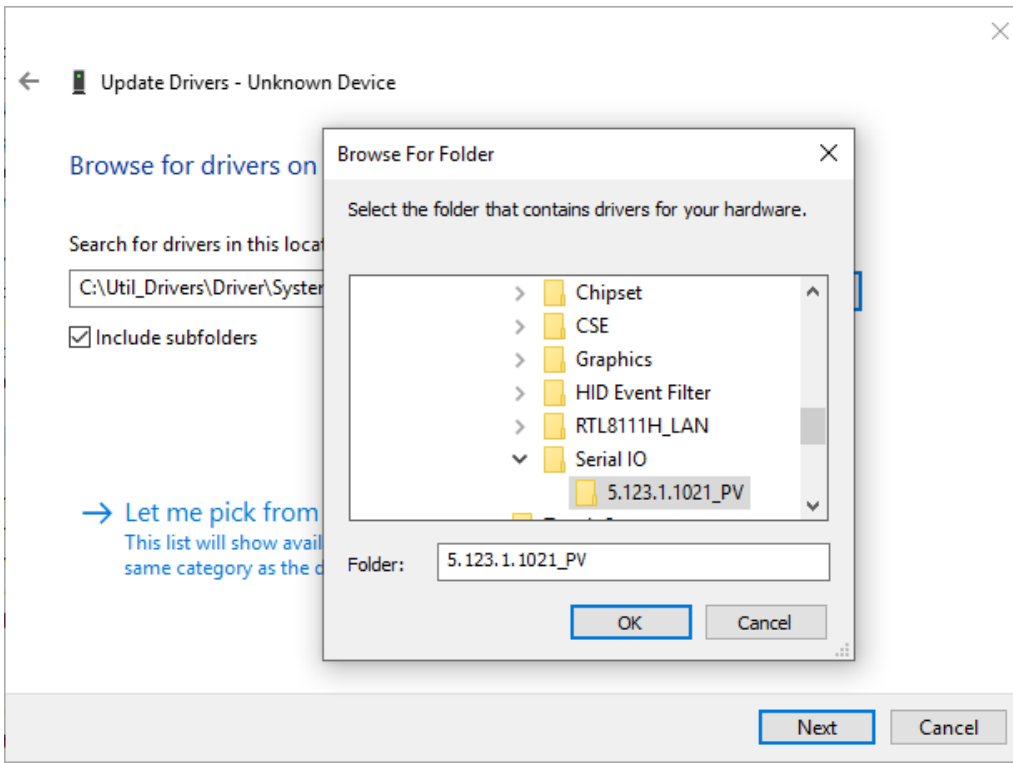 Update Drivers - Unknown Device
Browse for drivers on
Search for drivers in this locat
C:\Util_Drivers\Driver\Syster
Include subfolders
Let me pick from
This list will show avail
same category as the d
Browse For Folder
Select the folder that contains drivers for your hardware.
Chipset
CSE
Graphics
HID Event Filter
RTL8111H_LAN
Serial IO
5.123.1.1021_PV
Folder:
5.123.1.1021_PV
OK
Cancel
Next
Cancel